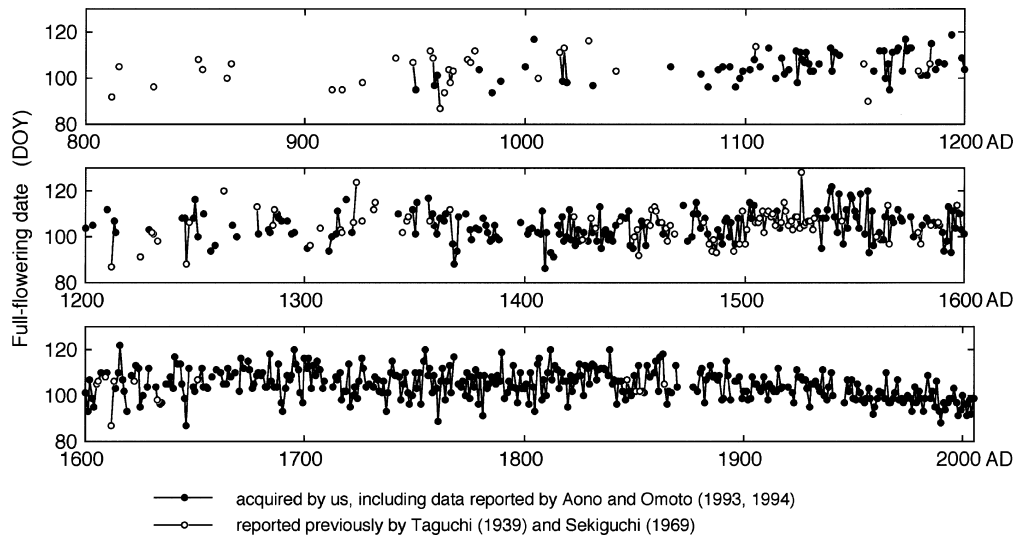 Full-flowering date (DOY)
120
100
80
800 900 1000 1100 1200 AD
120
100
80
1200 1300 1400 1500 1600 AD
120
100
80
1600 1700 1800 1900 2000 AD
acquired by us, including data reported by Aono and Omoto (1993, 1994)
reported previously by Taguchi (1939) and Sekiguchi (1969)